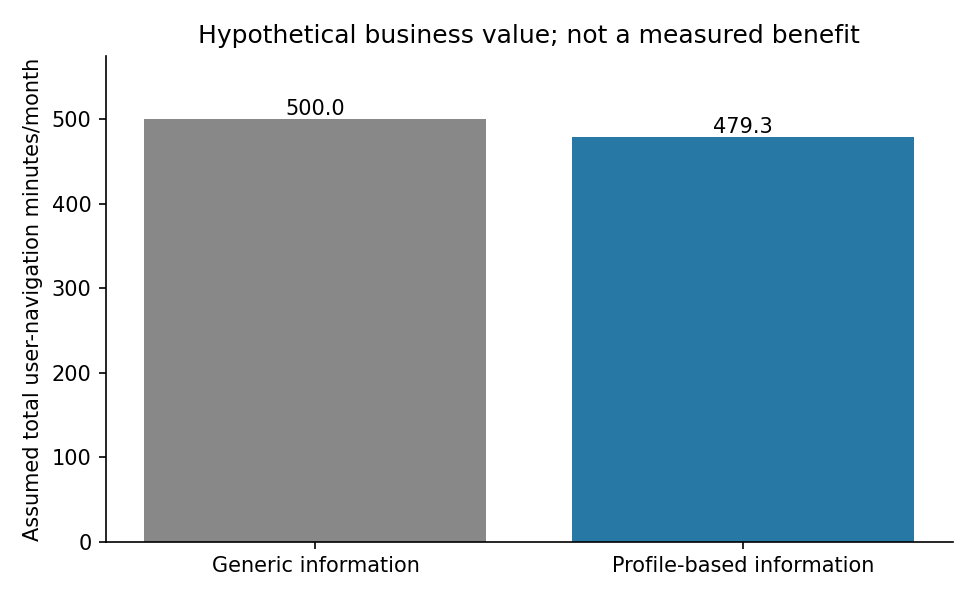 Hypothetical business value; not a measured benefit
Assumed total user-navigation minutes/month
500
400
300
200
100
0
500.0
479.3
Generic information
Profile-based information